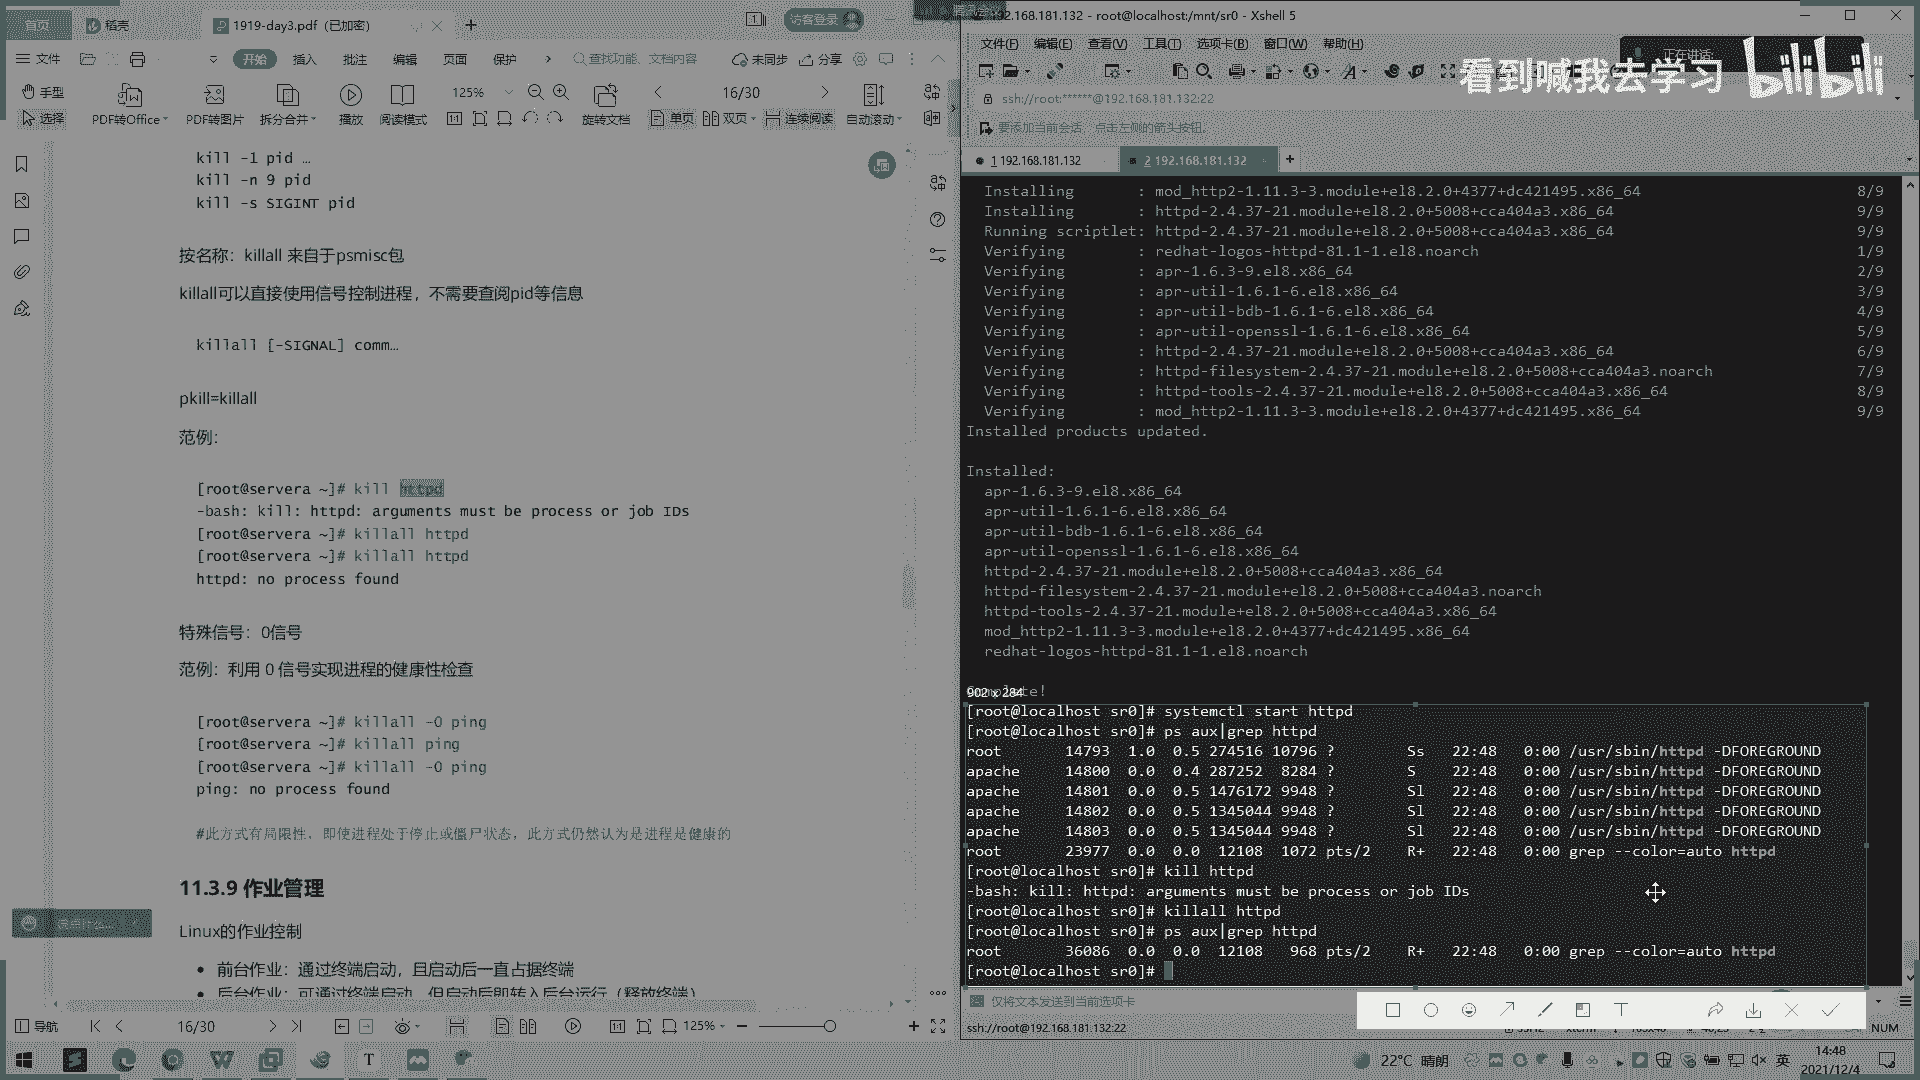 首页
稻壳
1919-day3.pdf (已加密)
访客登录
文件
开始
插入
批注
编辑
页面
保护
查找功能、文档内容
未同步
分享
手型
选择
PDF转Office
PDF转图片
拆分合并
播放
阅读模式
125%
16/30
旋转文档
单页
双页
连续阅读
自动滚动
kill -1 pid …
kill -n 9 pid
kill -s SIGINT pid
按名称：killall 来自于psmisc包
killall可以直接使用信号控制进程，不需要查阅pid等信息
killall [-SIGNAL] comm…
pkill=killall
范例：
[root@servera ~]# kill httpd
-bash: kill: httpd: arguments must be process or job IDs
[root@servera ~]# killall httpd
[root@servera ~]# killall httpd
httpd: no process found
特殊信号：0信号
范例：利用 0 信号实现进程的健康性检查
[root@servera ~]# killall -0 ping
[root@servera ~]# killall ping
[root@servera ~]# killall -0 ping
ping: no process found
#此方式有局限性，即使进程处于停止或僵尸状态，此方式仍然认为是进程是健康的
11.3.9 作业管理
Linux的作业控制
• 前台作业：通过终端启动，且启动后一直占据终端
• 后台作业：可通过终端启动，但启动后即转入后台运行（释放终端）
导航
16/30
125%
192.168.181.132 - root@localhost:/mnt/sr0 - Xshell 5
文件(F) 编辑(E) 查看(V) 工具(T) 选项卡(B) 窗口(W) 帮助(H)
正在讲话:
看到喊我去学习 bilibili
ssh://root:******@192.168.181.132:22
要添加当前会话，点击左侧的箭头按钮。
1 192.168.181.132
2 192.168.181.132
Installing : mod_http2-1.11.3-3.module+el8.2.0+4377+dc421495.x86_64 8/9
Installing : httpd-2.4.37-21.module+el8.2.0+5008+cca404a3.x86_64 9/9
Running scriptlet: httpd-2.4.37-21.module+el8.2.0+5008+cca404a3.x86_64 9/9
Verifying : redhat-logos-httpd-81.1-1.el8.noarch 1/9
Verifying : apr-1.6.3-9.el8.x86_64 2/9
Verifying : apr-util-1.6.1-6.el8.x86_64 3/9
Verifying : apr-util-bdb-1.6.1-6.el8.x86_64 4/9
Verifying : apr-util-openssl-1.6.1-6.el8.x86_64 5/9
Verifying : httpd-2.4.37-21.module+el8.2.0+5008+cca404a3.x86_64 6/9
Verifying : httpd-filesystem-2.4.37-21.module+el8.2.0+5008+cca404a3.noarch 7/9
Verifying : httpd-tools-2.4.37-21.module+el8.2.0+5008+cca404a3.x86_64 8/9
Verifying : mod_http2-1.11.3-3.module+el8.2.0+4377+dc421495.x86_64 9/9
Installed products updated.
Installed:
apr-1.6.3-9.el8.x86_64
apr-util-1.6.1-6.el8.x86_64
apr-util-bdb-1.6.1-6.el8.x86_64
apr-util-openssl-1.6.1-6.el8.x86_64
httpd-2.4.37-21.module+el8.2.0+5008+cca404a3.x86_64
httpd-filesystem-2.4.37-21.module+el8.2.0+5008+cca404a3.noarch
httpd-tools-2.4.37-21.module+el8.2.0+5008+cca404a3.x86_64
mod_http2-1.11.3-3.module+el8.2.0+4377+dc421495.x86_64
redhat-logos-httpd-81.1-1.el8.noarch
902 x 284
[root@localhost sr0]# systemctl start httpd
[root@localhost sr0]# ps aux|grep httpd
root 14793 1.0 0.5 274516 10796 ? Ss 22:48 0:00 /usr/sbin/httpd -DFOREGROUND
apache 14800 0.0 0.4 287252 8284 ? S 22:48 0:00 /usr/sbin/httpd -DFOREGROUND
apache 14801 0.0 0.5 1476172 9948 ? Sl 22:48 0:00 /usr/sbin/httpd -DFOREGROUND
apache 14802 0.0 0.5 1345044 9948 ? Sl 22:48 0:00 /usr/sbin/httpd -DFOREGROUND
apache 14803 0.0 0.5 1345044 9948 ? Sl 22:48 0:00 /usr/sbin/httpd -DFOREGROUND
root 23977 0.0 0.0 12108 1072 pts/2 R+ 22:48 0:00 grep --color=auto httpd
[root@localhost sr0]# kill httpd
-bash: kill: httpd: arguments must be process or job IDs
[root@localhost sr0]# killall httpd
[root@localhost sr0]# ps aux|grep httpd
root 36086 0.0 0.0 12108 968 pts/2 R+ 22:48 0:00 grep --color=auto httpd
[root@localhost sr0]#
仅将文本发送到当前选项卡
ssh://root@192.168.181.132:22
NUM
22°C 晴朗
英
14:48
2021/12/4